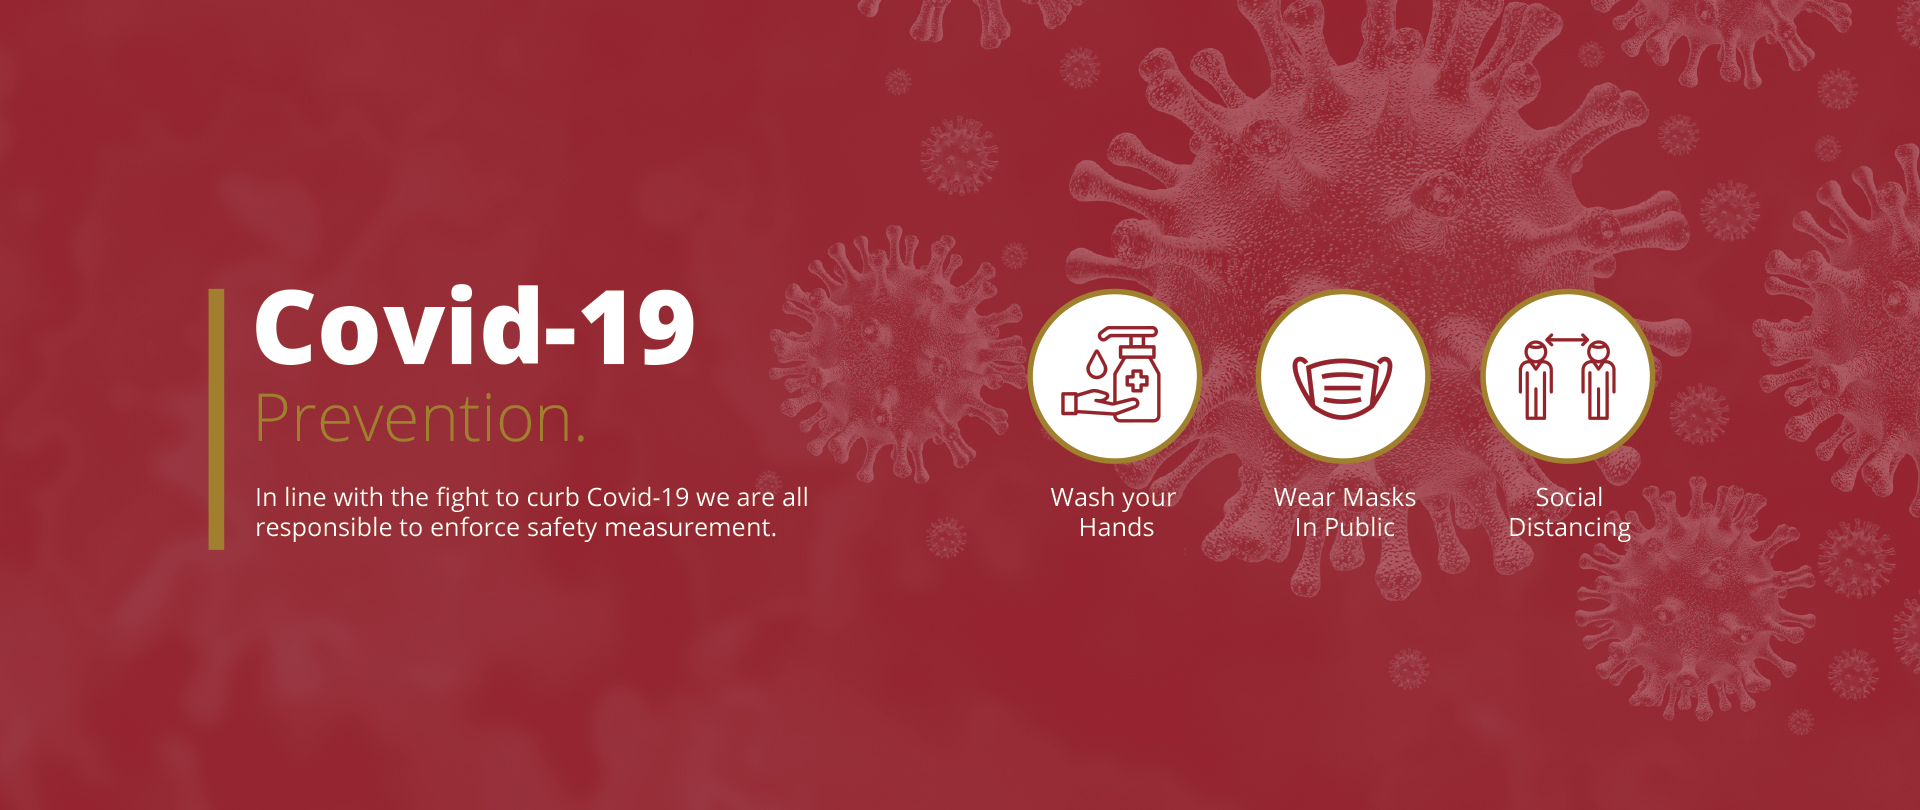 Covid-19
Prevention.
In line with the fight to curb Covid-19 we are all
responsible to enforce safety measurement.
Wash your
Hands
Wear Masks
In Public
Social
Distancing